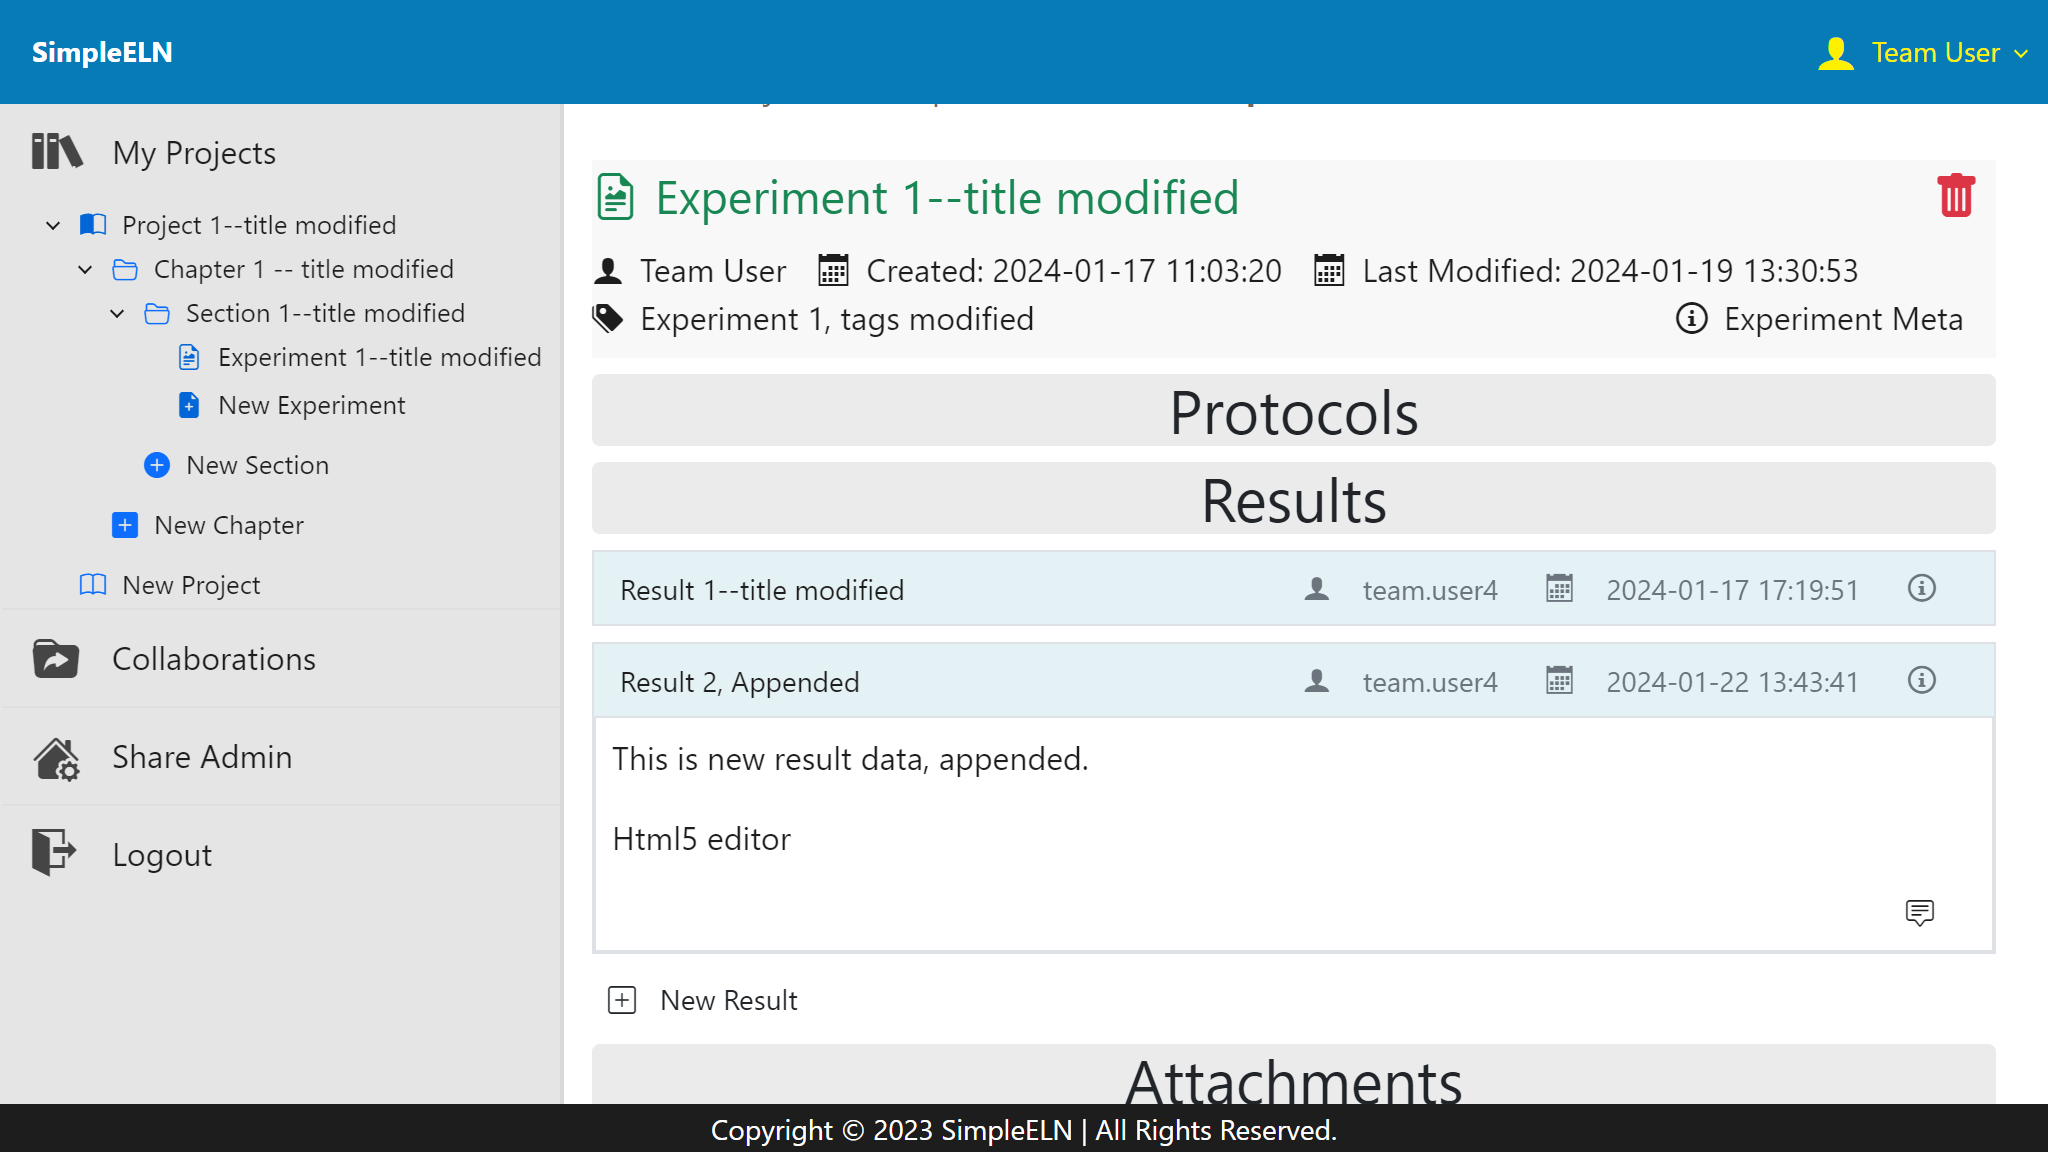 SimpleELN
Team User
My Projects
Project 1--title modified
Chapter 1 -- title modified
Section 1--title modified
Experiment 1--title modified
New Experiment
New Section
New Chapter
New Project
Collaborations
Share Admin
Logout
Experiment 1--title modified
Team User Created: 2024-01-17 11:03:20 Last Modified: 2024-01-19 13:30:53
Experiment 1, tags modified Experiment Meta
Protocols
Results
Result 1--title modified team.user4 2024-01-17 17:19:51
Result 2, Appended team.user4 2024-01-22 13:43:41
This is new result data, appended.
Html5 editor
New Result
Attachments
Copyright © 2023 SimpleELN | All Rights Reserved.